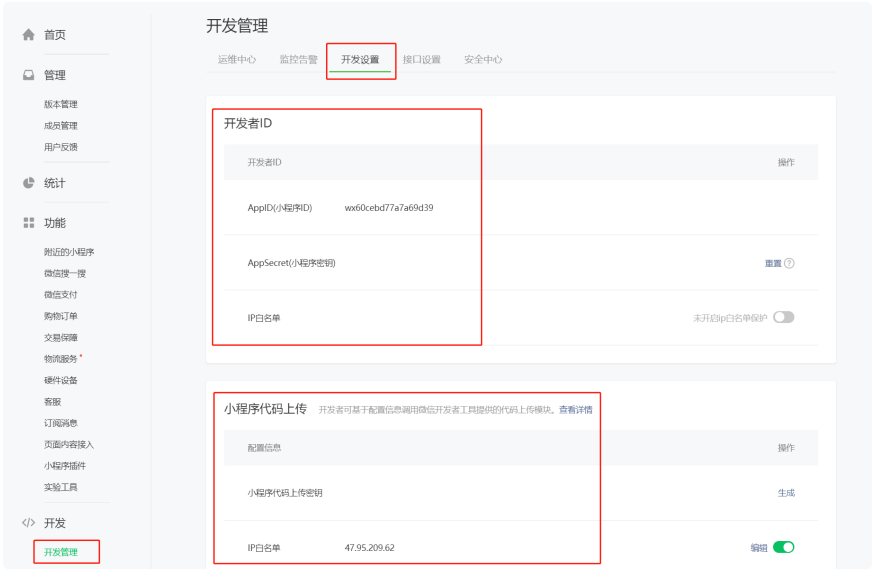 首页
管理
版本管理
成员管理
用户反馈
统计
功能
附近的小程序
微信搜一搜
微信支付
购物订单
交易保障
物流服务
硬件设备
客服
订阅消息
页面内容接入
小程序插件
实验工具
开发
开发管理
开发管理
运维中心 监控告警 开发设置 接口设置 安全中心
开发者ID
开发者ID 操作
AppID(小程序ID) wx60cebd77a7a69d39
AppSecret(小程序密钥) 重置 ?
IP白名单 未开启ip白名单保护
小程序代码上传 开发者可基于配置信息调用微信开发者工具提供的代码上传模块。查看详情
配置信息 操作
小程序代码上传密钥 生成
IP白名单 47.95.209.62 编辑